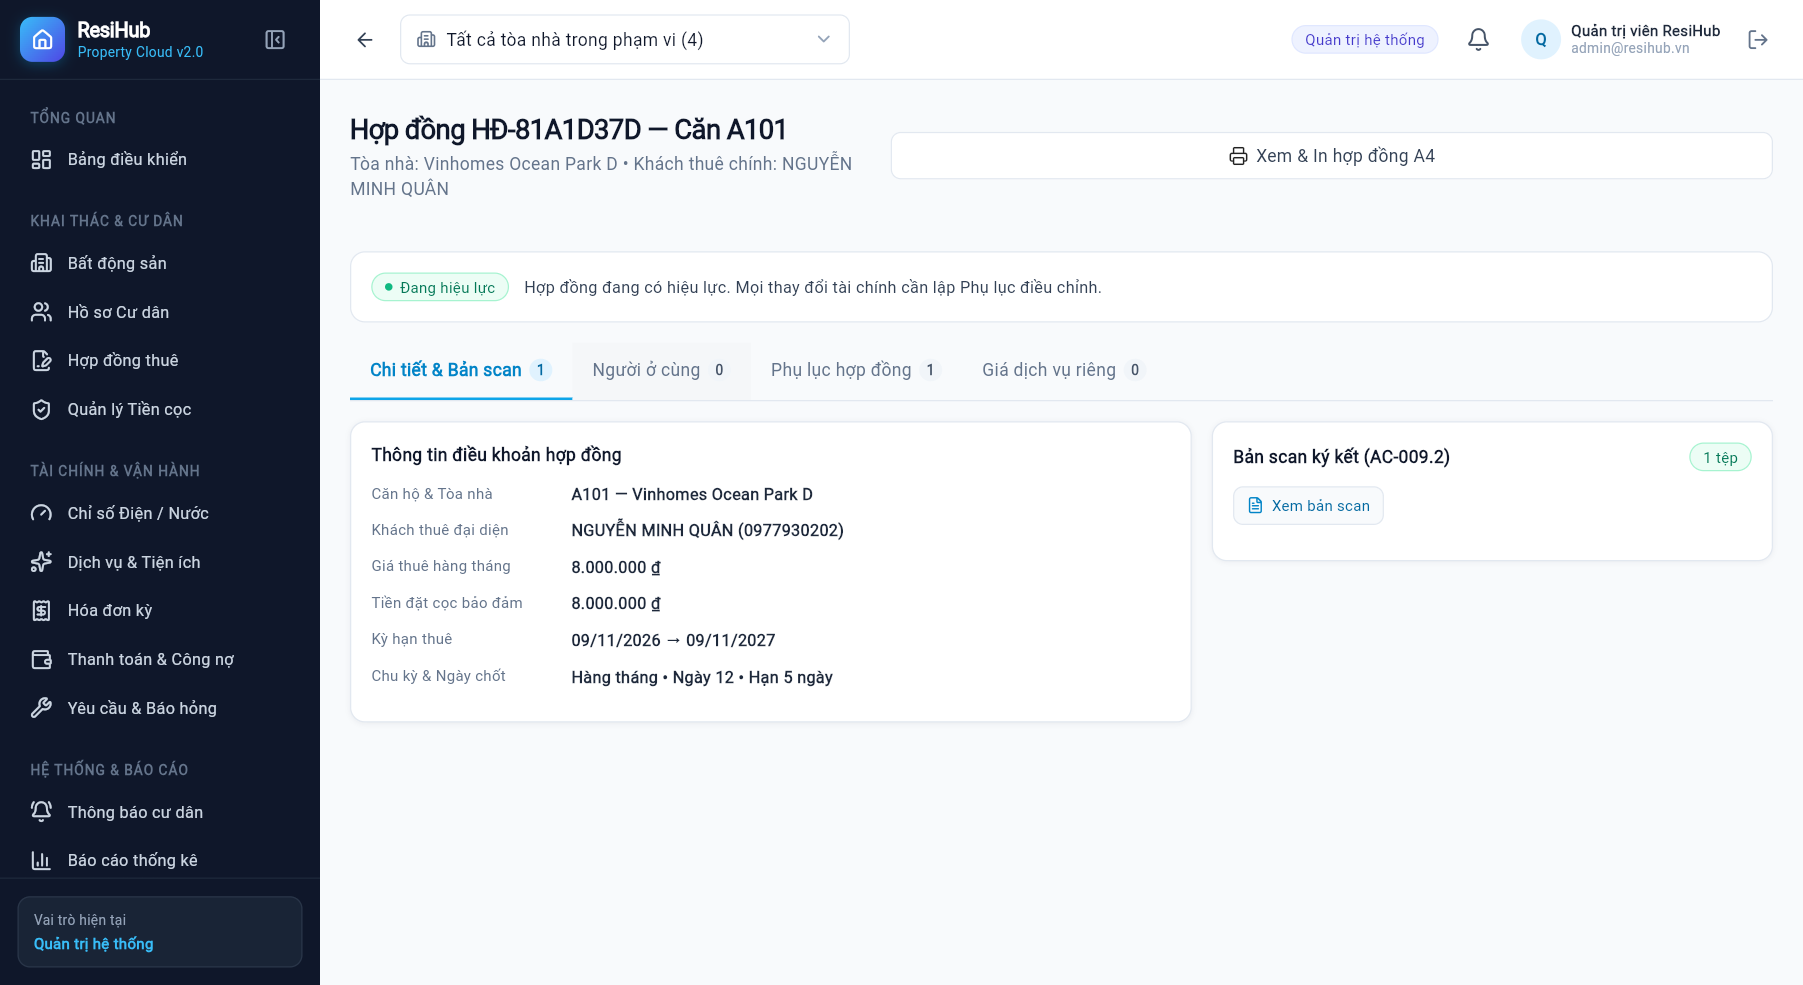 ResiHub
Property Cloud v2.0
TỔNG QUAN
Bảng điều khiển
KHAI THÁC & CƯ DÂN
Bất động sản
Hồ sơ Cư dân
Hợp đồng thuê
Quản lý Tiền cọc
TÀI CHÍNH & VẬN HÀNH
Chỉ số Điện / Nước
Dịch vụ & Tiện ích
Hóa đơn kỳ
Thanh toán & Công nợ
Yêu cầu & Báo hỏng
HỆ THỐNG & BÁO CÁO
Thông báo cư dân
Báo cáo thống kê
Vai trò hiện tại
Quản trị hệ thống
Tất cả tòa nhà trong phạm vi (4)
Quản trị hệ thống
Q
Quản trị viên ResiHub
admin@resihub.vn
Hợp đồng HĐ-81A1D37D — Căn A101
Tòa nhà: Vinhomes Ocean Park D • Khách thuê chính: NGUYỄN
MINH QUÂN
Xem & In hợp đồng A4
Đang hiệu lực
Hợp đồng đang có hiệu lực. Mọi thay đổi tài chính cần lập Phụ lục điều chỉnh.
Chi tiết & Bản scan 1
Người ở cùng 0
Phụ lục hợp đồng 1
Giá dịch vụ riêng 0
Thông tin điều khoản hợp đồng
Căn hộ & Tòa nhà A101 — Vinhomes Ocean Park D
Khách thuê đại diện NGUYỄN MINH QUÂN (0977930202)
Giá thuê hàng tháng 8.000.000 ₫
Tiền đặt cọc bảo đảm 8.000.000 ₫
Kỳ hạn thuê 09/11/2026 → 09/11/2027
Chu kỳ & Ngày chốt Hàng tháng • Ngày 12 • Hạn 5 ngày
Bản scan ký kết (AC-009.2)
1 tệp
Xem bản scan